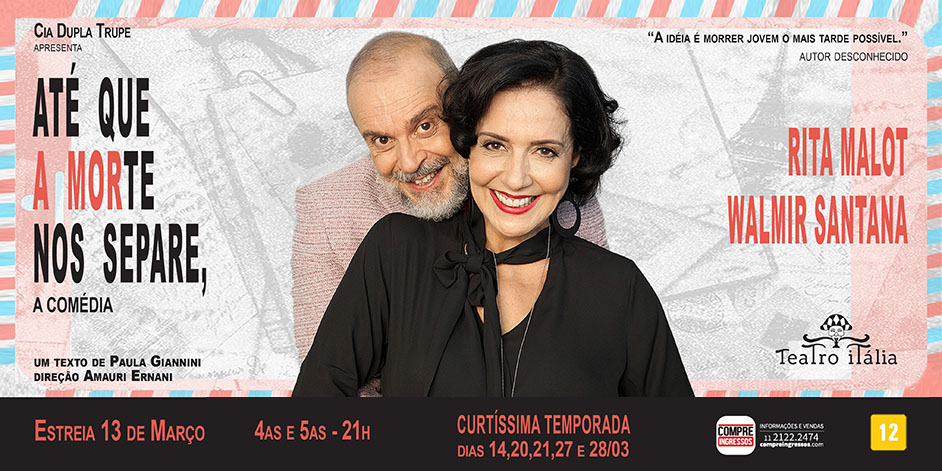 CIA DUPLA TRUPE
APRESENTA
ATÉ QUE
A MORTE
NOS SEPARE,
A COMÉDIA
UM TEXTO DE PAULA GIANNINI
DIREÇÃO AMAURI ERNANI
“A IDÉIA É MORRER JOVEM O MAIS TARDE POSSÍVEL.”
AUTOR DESCONHECIDO
RITA MALOT
WALMIR SANTANA
Teatro itália
ESTREIA 13 DE MARÇO
4AS E 5AS - 21H
CURTÍSSIMA TEMPORADA
DIAS 14,20,21,27 E 28/03
COMPRE
INGRESSOS
INFORMAÇÕES E VENDAS
11 2122.2474
compreingressos.com
12